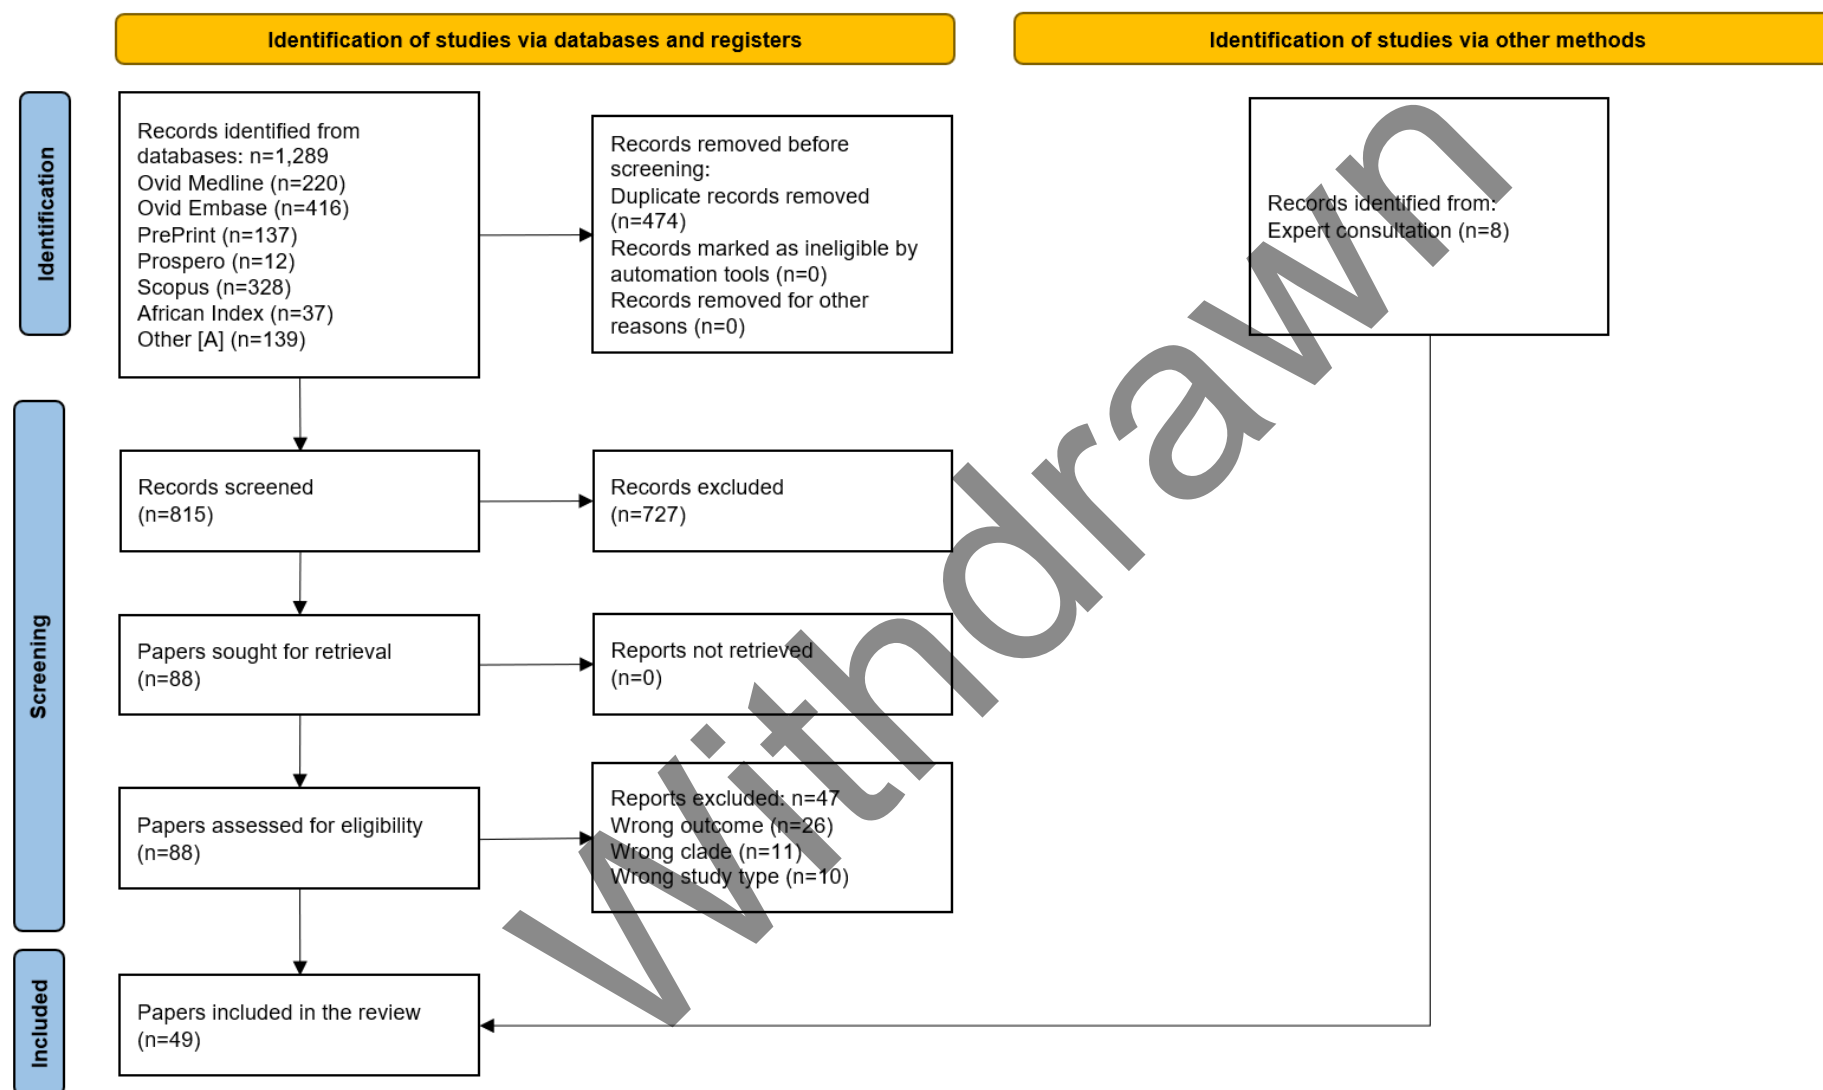 Identification of studies via databases and registers
Identification of studies via other methods
Identification
Records identified from
databases: n=1,289
Ovid Medline (n=220)
Ovid Embase (n=416)
PrePrint (n=137)
Prospero (n=12)
Scopus (n=328)
African Index (n=37)
Other [A] (n=139)
Records removed before
screening:
Duplicate records removed
(n=474)
Records marked as ineligible by
automation tools (n=0)
Records removed for other
reasons (n=0)
Records identified from:
Expert consultation (n=8)
Screening
Records screened
(n=815)
Records excluded
(n=727)
Papers sought for retrieval
(n=88)
Reports not retrieved
(n=0)
Papers assessed for eligibility
(n=88)
Reports excluded: n=47
Wrong outcome (n=26)
Wrong clade (n=11)
Wrong study type (n=10)
Included
Papers included in the review
(n=49)
Withdrawn